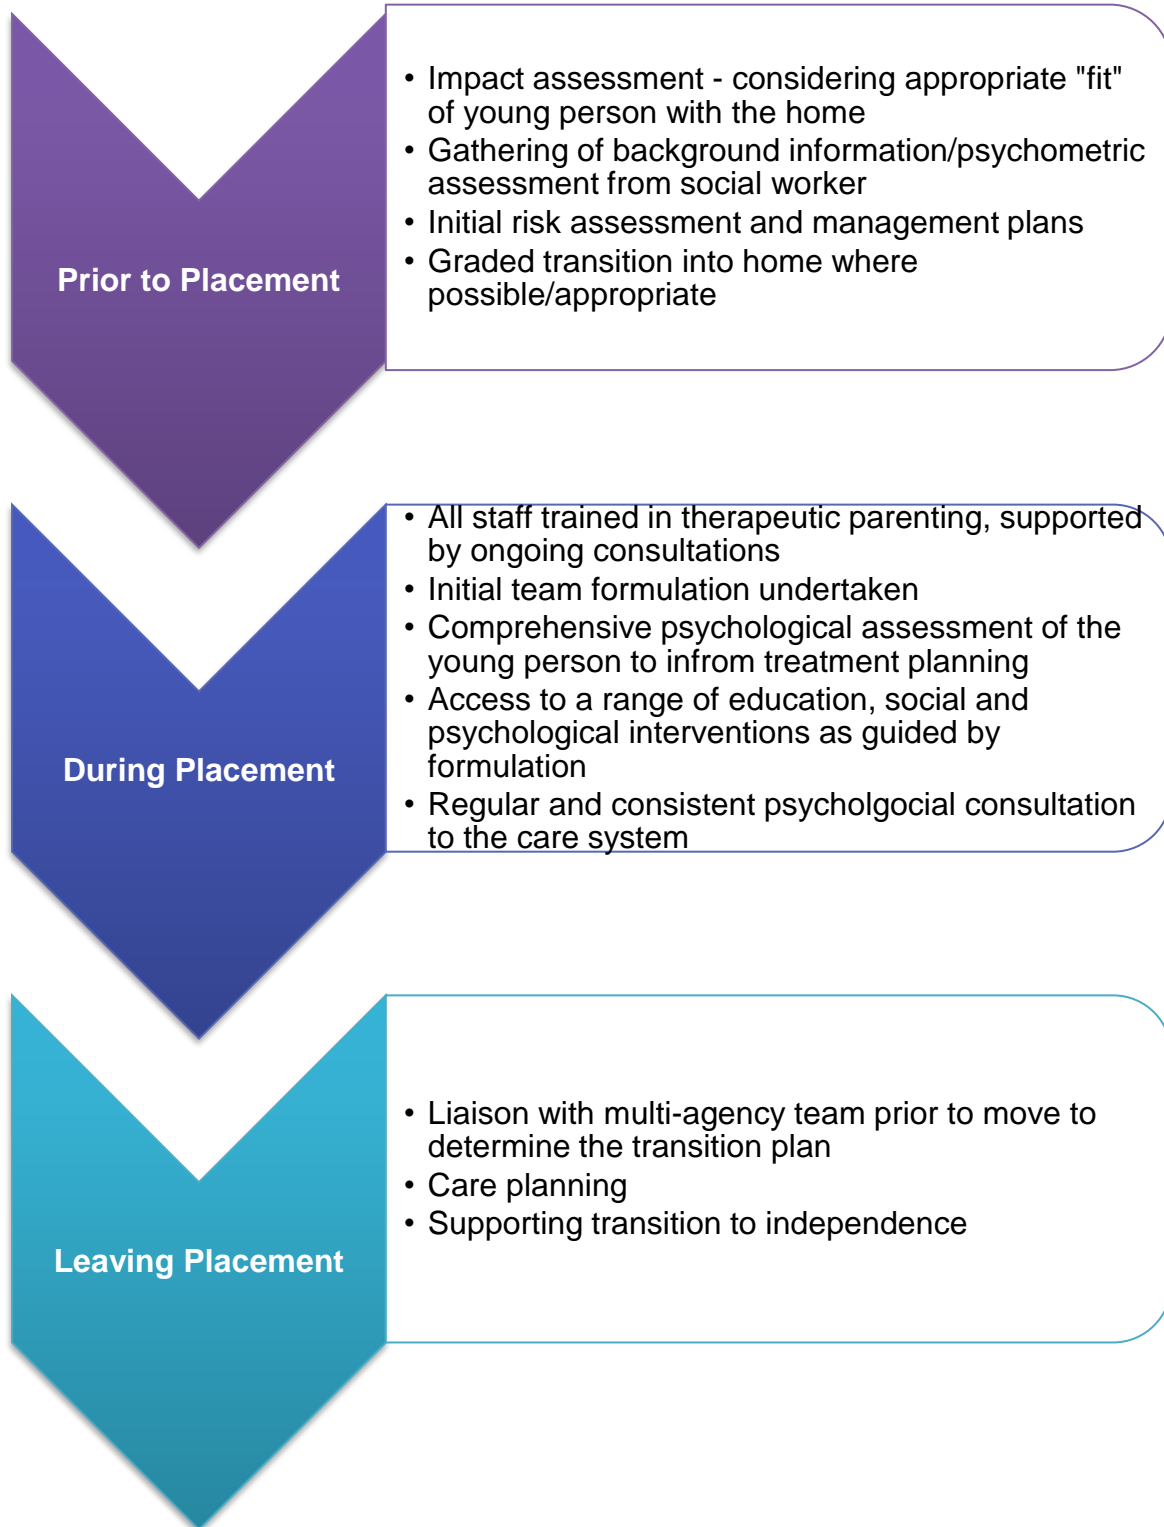 Prior to Placement
• Impact assessment - considering appropriate "fit"
of young person with the home
• Gathering of background information/psychometric
assessment from social worker
• Initial risk assessment and management plans
• Graded transition into home where
possible/appropriate
During Placement
• All staff trained in therapeutic parenting, supported
by ongoing consultations
• Initial team formulation undertaken
• Comprehensive psychological assessment of the
young person to infrom treatment planning
• Access to a range of education, social and
psychological interventions as guided by
formulation
• Regular and consistent psycholgocial consultation
to the care system
Leaving Placement
• Liaison with multi-agency team prior to move to
determine the transition plan
• Care planning
• Supporting transition to independence